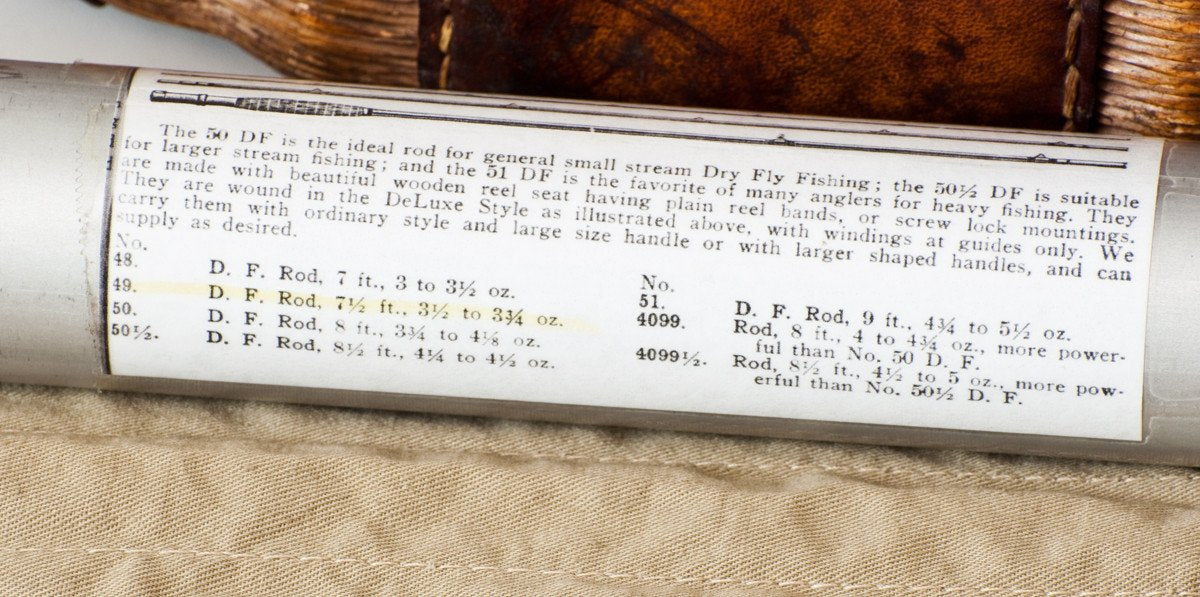 The 50 DF is the ideal rod for general small stream Dry Fly Fishing; the 50½ DF is suitable
for larger stream fishing; and the 51 DF is the favorite of many anglers for heavy fishing. They
are made with beautiful wooden reel seat having plain reel bands, or screw lock mountings.
They are wound in the DeLuxe Style as illustrated above, with windings at guides only. We
carry them with ordinary style and large size handle or with larger shaped handles, and can
supply as desired.
No.
48. D. F. Rod, 7 ft., 3 to 3½ oz.
49. D. F. Rod, 7½ ft., 3½ to 3¾ oz.
50. D. F. Rod, 8 ft., 3¾ to 4⅛ oz.
50½. D. F. Rod, 8½ ft., 4¼ to 4½ oz.
No.
51. D. F. Rod, 9 ft., 4¾ to 5½ oz.
4099. Rod, 8 ft., 4 to 4¾ oz., more power-
ful than No. 50 D. F.
4099½. Rod, 8½ ft., 4½ to 5 oz., more pow-
erful than No. 50½ D. F.